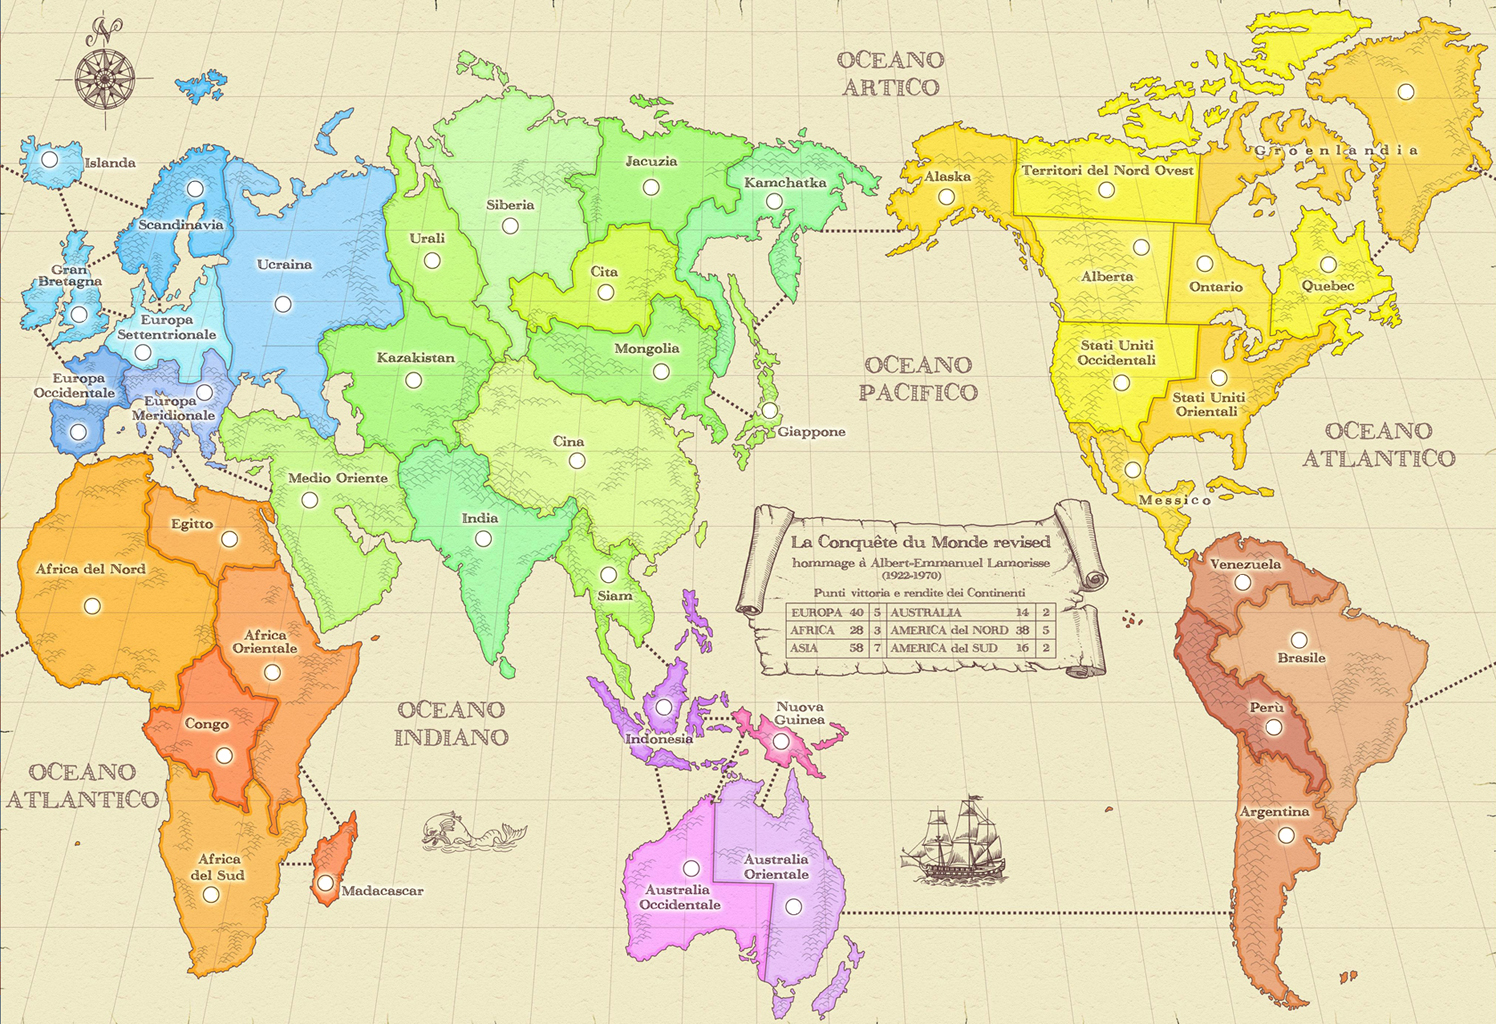 N
OCEANO
ARTICO
Islanda
Scandinavia
Ucraina
Gran
Bretagna
Europa
Settentrionale
Europa
Occidentale
Europa
Meridionale
Urali
Siberia
Jacuzia
Kamchatka
Cita
Mongolia
Kazakistan
Cina
Giappone
Medio Oriente
India
Siam
Alaska
Territori del Nord Ovest
Groenlandia
Alberta
Ontario
Quebec
Stati Uniti
Occidentali
Stati Uniti
Orientali
Messico
OCEANO
PACIFICO
OCEANO
ATLANTICO
Egitto
Africa del Nord
Africa
Orientale
Congo
Africa
del Sud
Madacascar
OCEANO
ATLANTICO
OCEANO
INDIANO
La Conquête du Monde revised
hommage à Albert-Emmanuel Lamorisse
(1922-1970)
Punti vittoria e rendite dei Continenti
EUROPA 40 5 AUSTRALIA 14 2
AFRICA 28 3 AMERICA del NORD 38 5
ASIA 58 7 AMERICA del SUD 16 2
Indonesia
Nuova
Guinea
Australia
Occidentale
Australia
Orientale
Venezuela
Brasile
Perù
Argentina